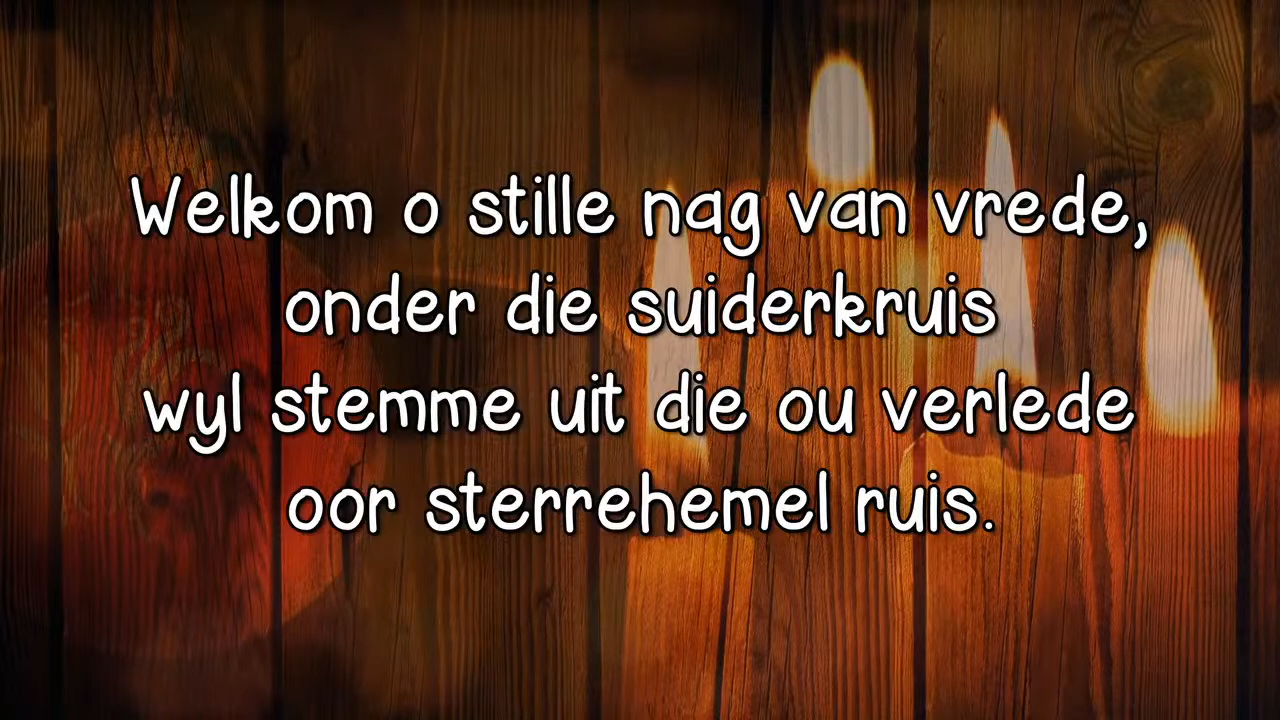 Welkom o stille nag van vrede,
onder die suiderkruis
wyl stemme uit die ou verlede
oor sterrehemel ruis.